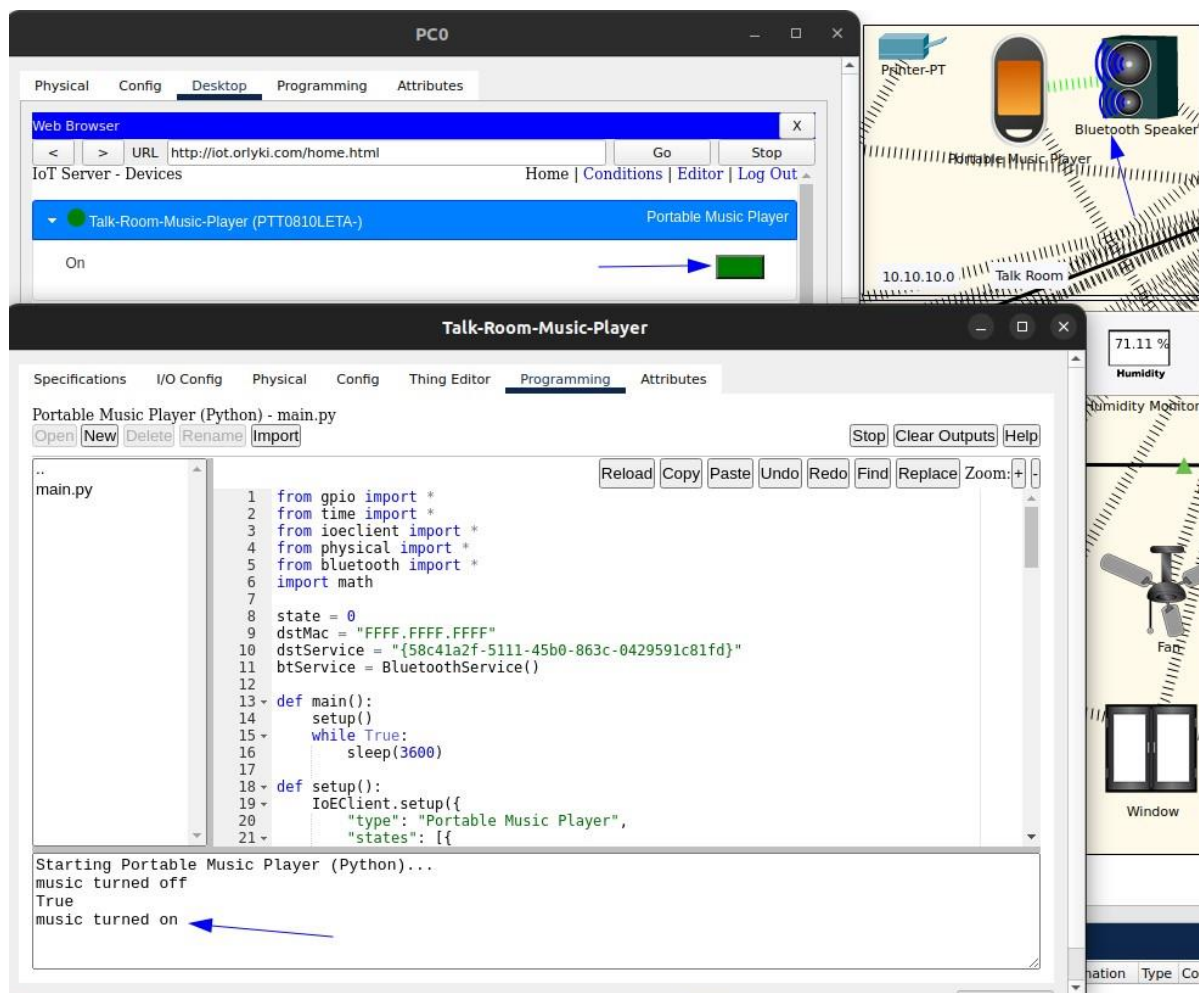 PC0
Physical Config Desktop Programming Attributes
Web Browser X
< > URL http://iot.orlyki.com/home.html Go Stop
IoT Server - Devices Home | Conditions | Editor | Log Out
Talk-Room-Music-Player (PTT0810LETA-) Portable Music Player
On
Printer-PT
Bluetooth Speaker
Portable Music Player
10.10.10.0 Talk Room
Talk-Room-Music-Player
Specifications I/O Config Physical Config Thing Editor Programming Attributes
Portable Music Player (Python) - main.py
Open New Delete Rename Import Stop Clear Outputs Help
Reload Copy Paste Undo Redo Find Replace Zoom: + -
..
main.py
1 from gpio import *
2 from time import *
3 from ioeclient import *
4 from physical import *
5 from bluetooth import *
6 import math
7
8 state = 0
9 dstMac = "FFFF.FFFF.FFFF"
10 dstService = "{58c41a2f-5111-45b0-863c-0429591c81fd}"
11 btService = BluetoothService()
12
13 def main():
14 setup()
15 while True:
16 sleep(3600)
17
18 def setup():
19 IoEClient.setup({
20 "type": "Portable Music Player",
21 "states": [{
Starting Portable Music Player (Python)...
music turned off
True
music turned on
71.11 %
Humidity
Humidity Monitor
Fan
Window
mation Type Co